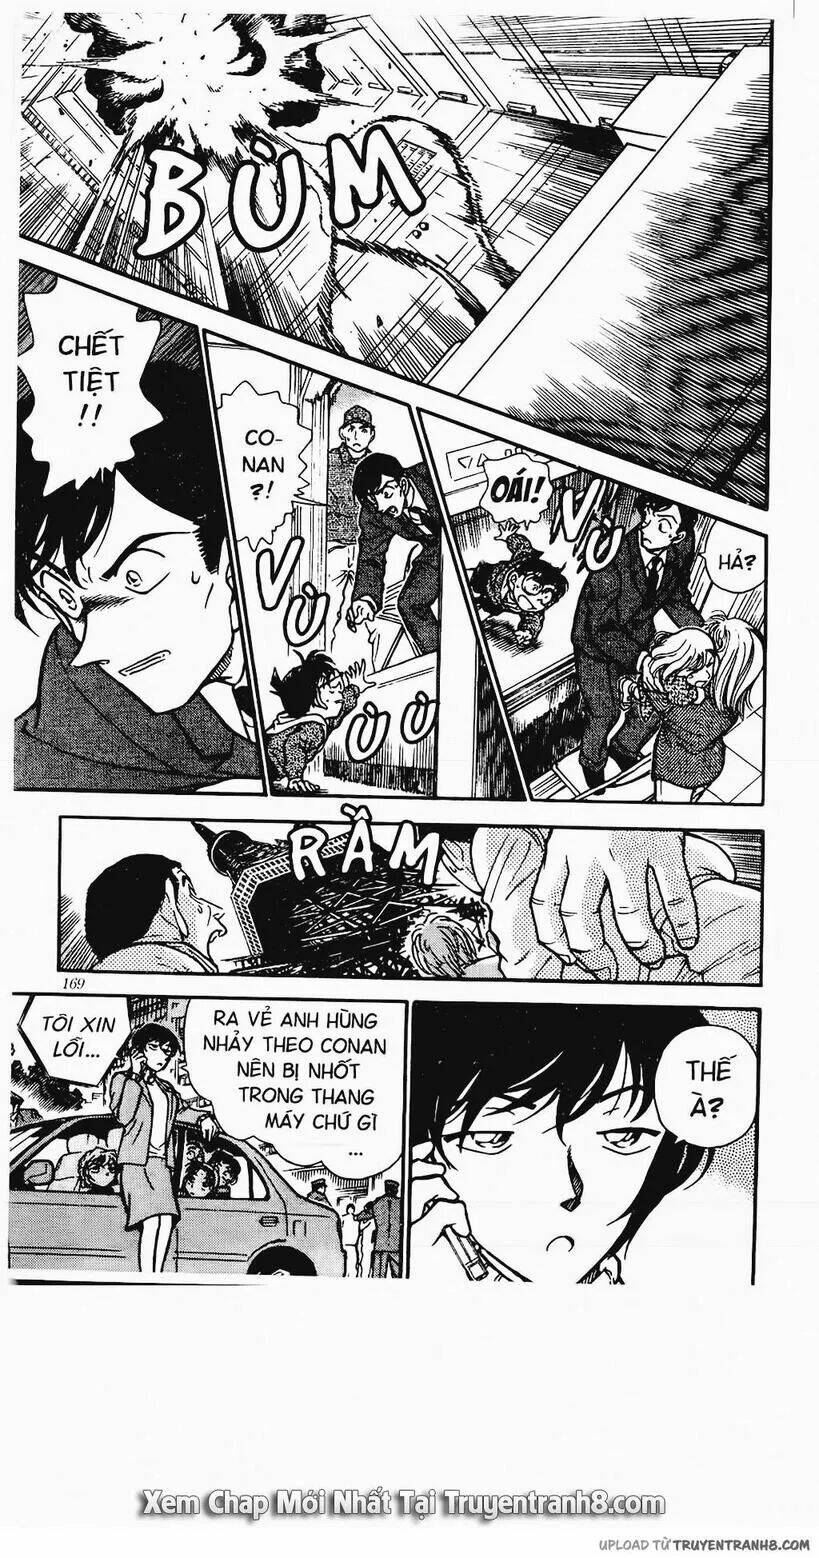 BÙM
OÁI!
VÙ
HẢ?
CO-
NAN
?!
VÙ
Ù Ù
CHẾT
TIỆT
!!
RẦM
169
THẾ
À?
RA VẺ ANH HÙNG
NHẢY THEO CONAN
NÊN BỊ NHỐT
TRONG THANG
MÁY CHỨ GÌ
...
TÔI XIN
LỖI...
Xem Chap Mới Nhất Tại Truyentranh8.com
UPLOAD TỪ TRUYENTRANH8.COM